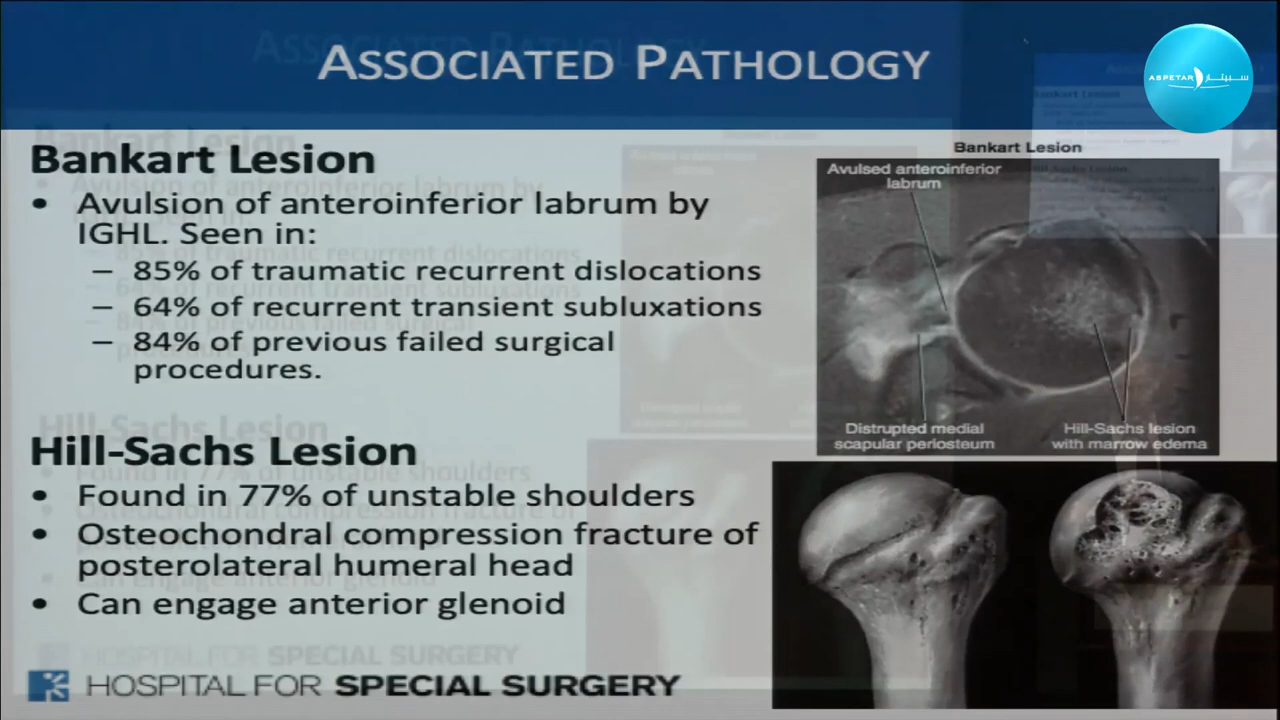 ASSOCIATED PATHOLOGY
ASPETAR سبيتار
Bankart Lesion
• Avulsion of anteroinferior labrum by
IGHL. Seen in:
– 85% of traumatic recurrent dislocations
– 64% of recurrent transient subluxations
– 84% of previous failed surgical
procedures.
Hill-Sachs Lesion
• Found in 77% of unstable shoulders
• Osteochondral compression fracture of
posterolateral humeral head
• Can engage anterior glenoid
Bankart Lesion
Avulsed anteroinferior
labrum
Distrupted medial
scapular periosteum
Hill-Sachs lesion
with marrow edema
HOSPITAL FOR SPECIAL SURGERY